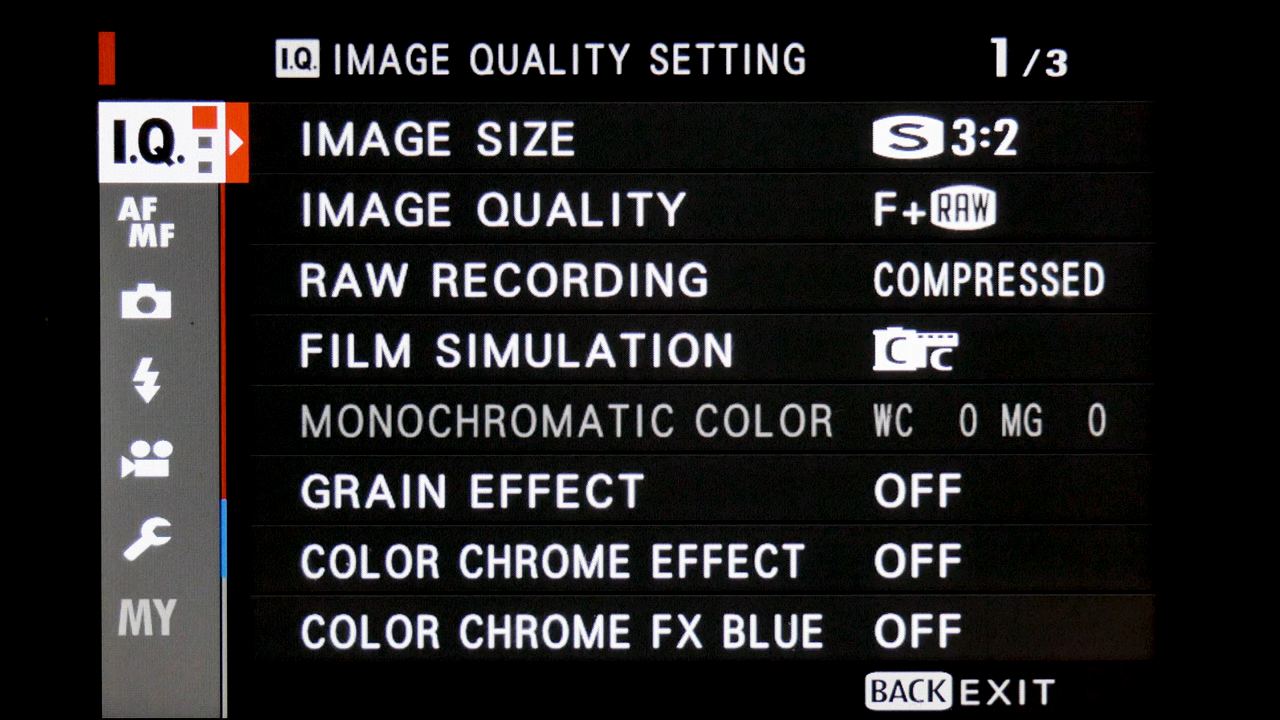 I.Q. IMAGE QUALITY SETTING 1/3
I.Q.
IMAGE SIZE S 3:2
AF
MF
IMAGE QUALITY F+RAW
RAW RECORDING COMPRESSED
FILM SIMULATION C C
MONOCHROMATIC COLOR WC 0 MG 0
GRAIN EFFECT OFF
COLOR CHROME EFFECT OFF
MY
COLOR CHROME FX BLUE OFF
BACK EXIT